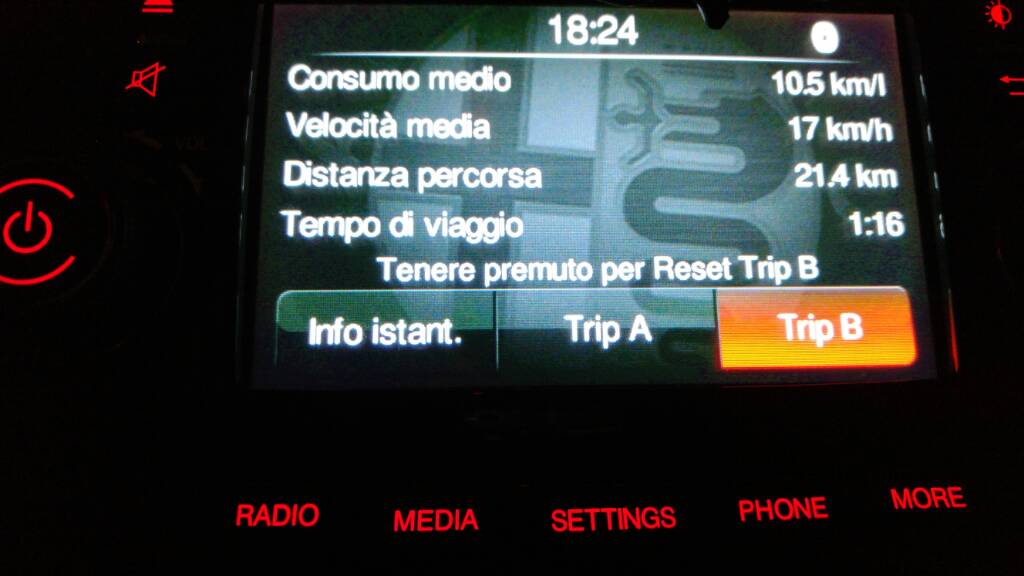 18:24
Consumo medio 10.5 km/l
Velocità media 17 km/h
Distanza percorsa 21.4 km
Tempo di viaggio 1:16
Tenere premuto per Reset Trip B
Info istant. Trip A Trip B
VOL
RADIO MEDIA SETTINGS PHONE MORE